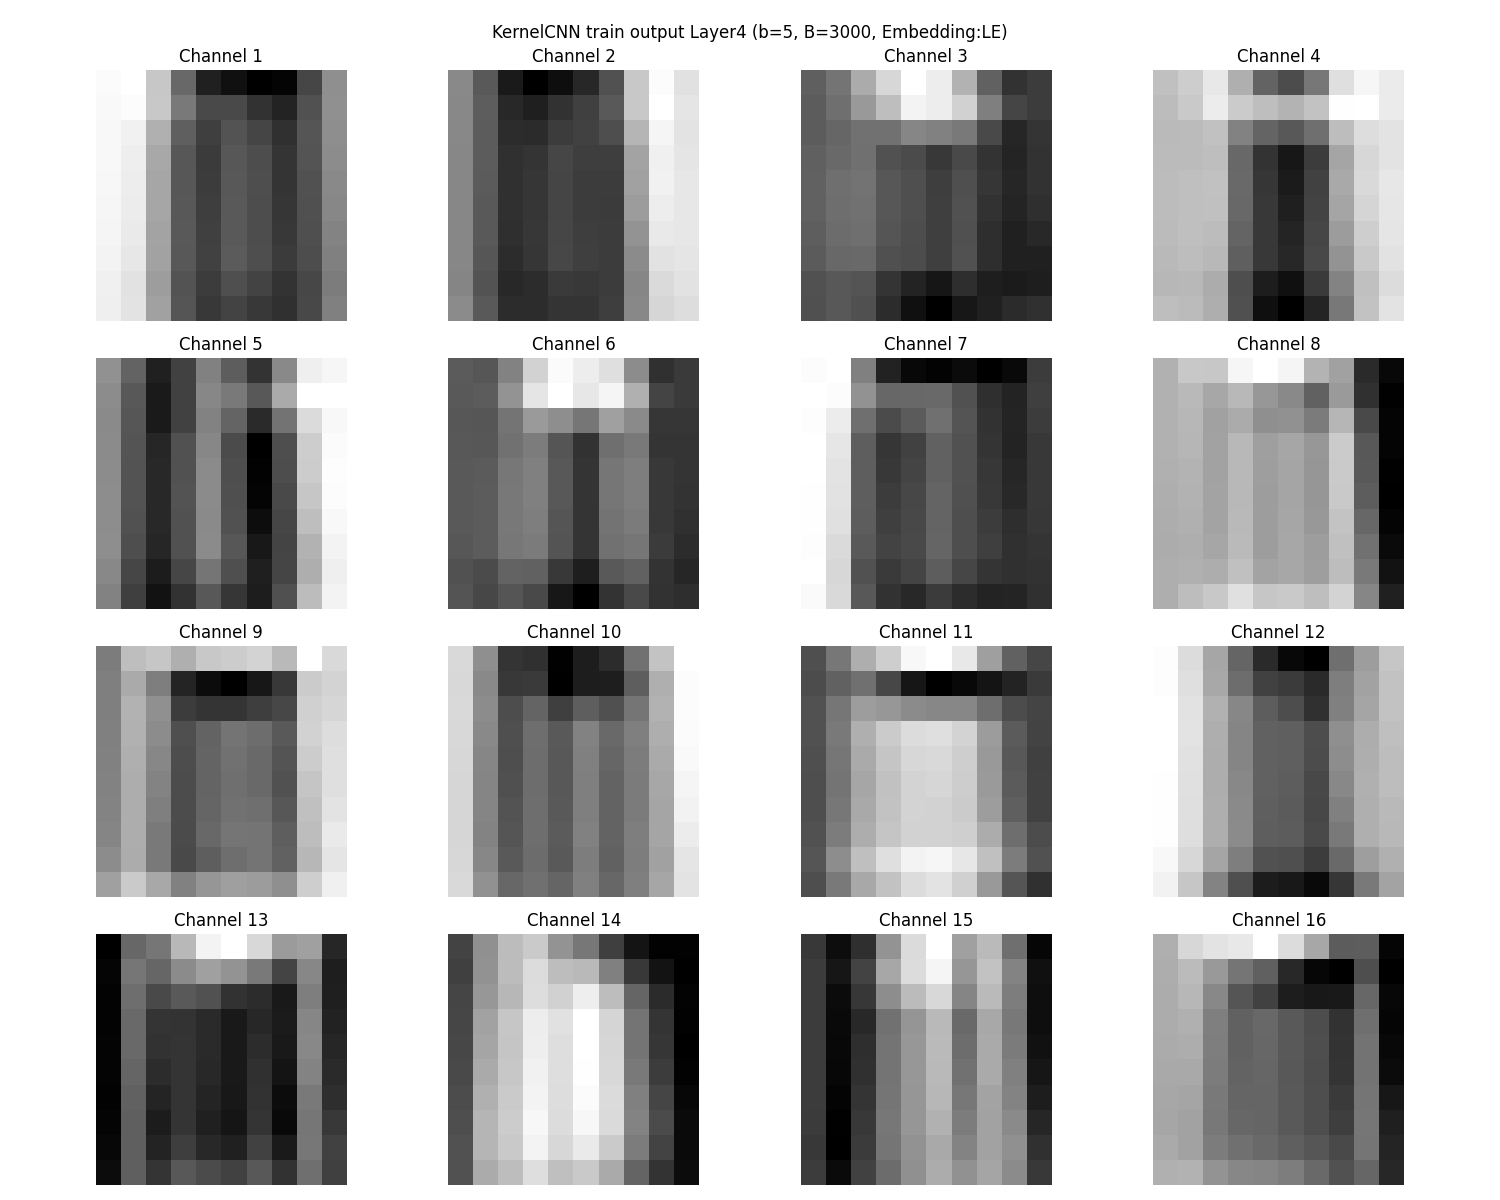 KernelCNN train output Layer4 (b=5, B=3000, Embedding:LE)
Channel 1
Channel 2
Channel 3
Channel 4
Channel 5
Channel 6
Channel 7
Channel 8
Channel 9
Channel 10
Channel 11
Channel 12
Channel 13
Channel 14
Channel 15
Channel 16